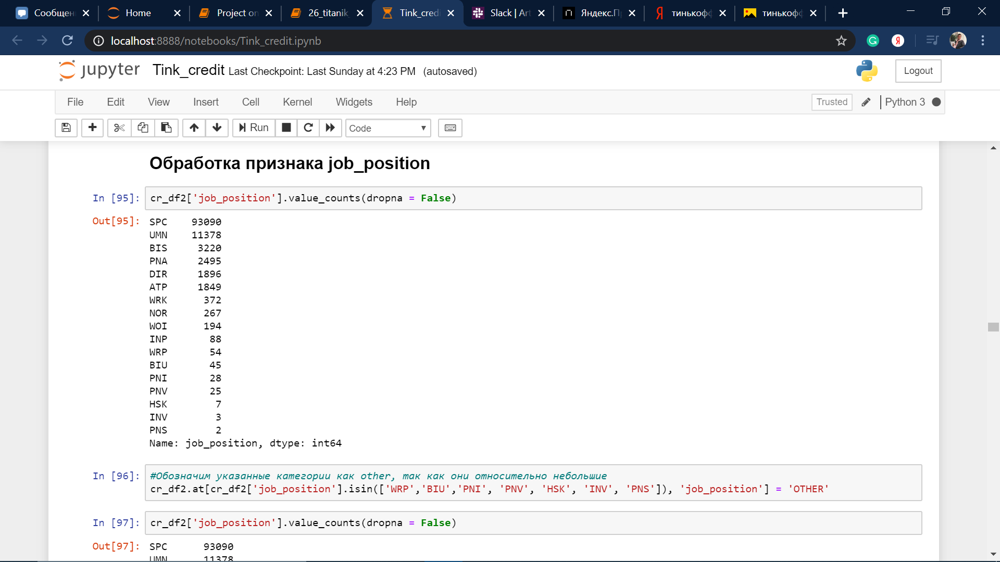 Сообщен
Home
Project on
26_titanik_
Tink_credi
Slack | Art
Яндекс.П
тинькофф
тинькофф
localhost:8888/notebooks/Tink_credit.ipynb
jupyter Tink_credit Last Checkpoint: Last Sunday at 4:23 PM (autosaved)
Logout
File Edit View Insert Cell Kernel Widgets Help
Trusted
Python 3
Run
Code
Обработка признака job_position
In [95]: cr_df2['job_position'].value_counts(dropna = False)
Out[95]: SPC 93090
UMN 11378
BIS 3220
PNA 2495
DIR 1896
ATP 1849
WRK 372
NOR 267
WOI 194
INP 88
WRP 54
BIU 45
PNI 28
PNV 25
HSK 7
INV 3
PNS 2
Name: job_position, dtype: int64
In [96]: #Обозначим указанные категории как other, так как они относительно небольшие
cr_df2.at[cr_df2['job_position'].isin(['WRP','BIU','PNI', 'PNV', 'HSK', 'INV', 'PNS']), 'job_position'] = 'OTHER'
In [97]: cr_df2['job_position'].value_counts(dropna = False)
Out[97]: SPC 93090
UMN 11378